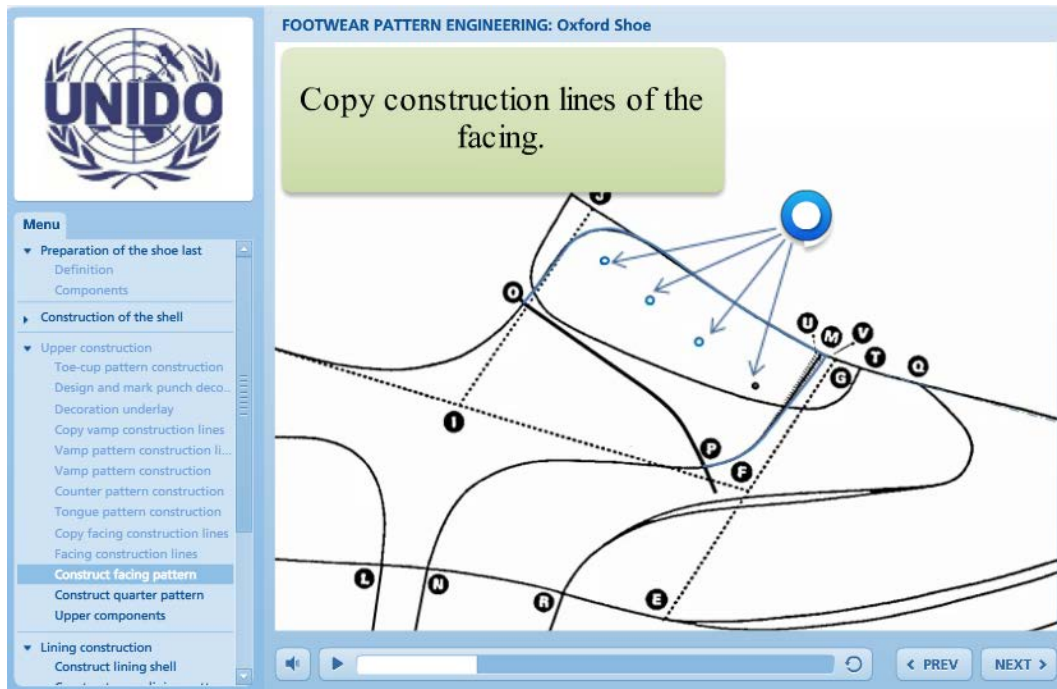 FOOTWEAR PATTERN ENGINEERING: Oxford Shoe
UNIDO
Copy construction lines of the
facing.
Menu
Preparation of the shoe last
Definition
Components
Construction of the shell
Upper construction
Toe-cup pattern construction
Design and mark punch deco...
Decoration underlay
Copy vamp construction lines
Vamp pattern construction li...
Vamp pattern construction
Counter pattern construction
Tongue pattern construction
Copy facing construction lines
Facing construction lines
Construct facing pattern
Construct quarter pattern
Upper components
Lining construction
Construct lining shell
J
O
U
M
V
G
T
Q
I
P
F
L
N
R
E
PREV
NEXT